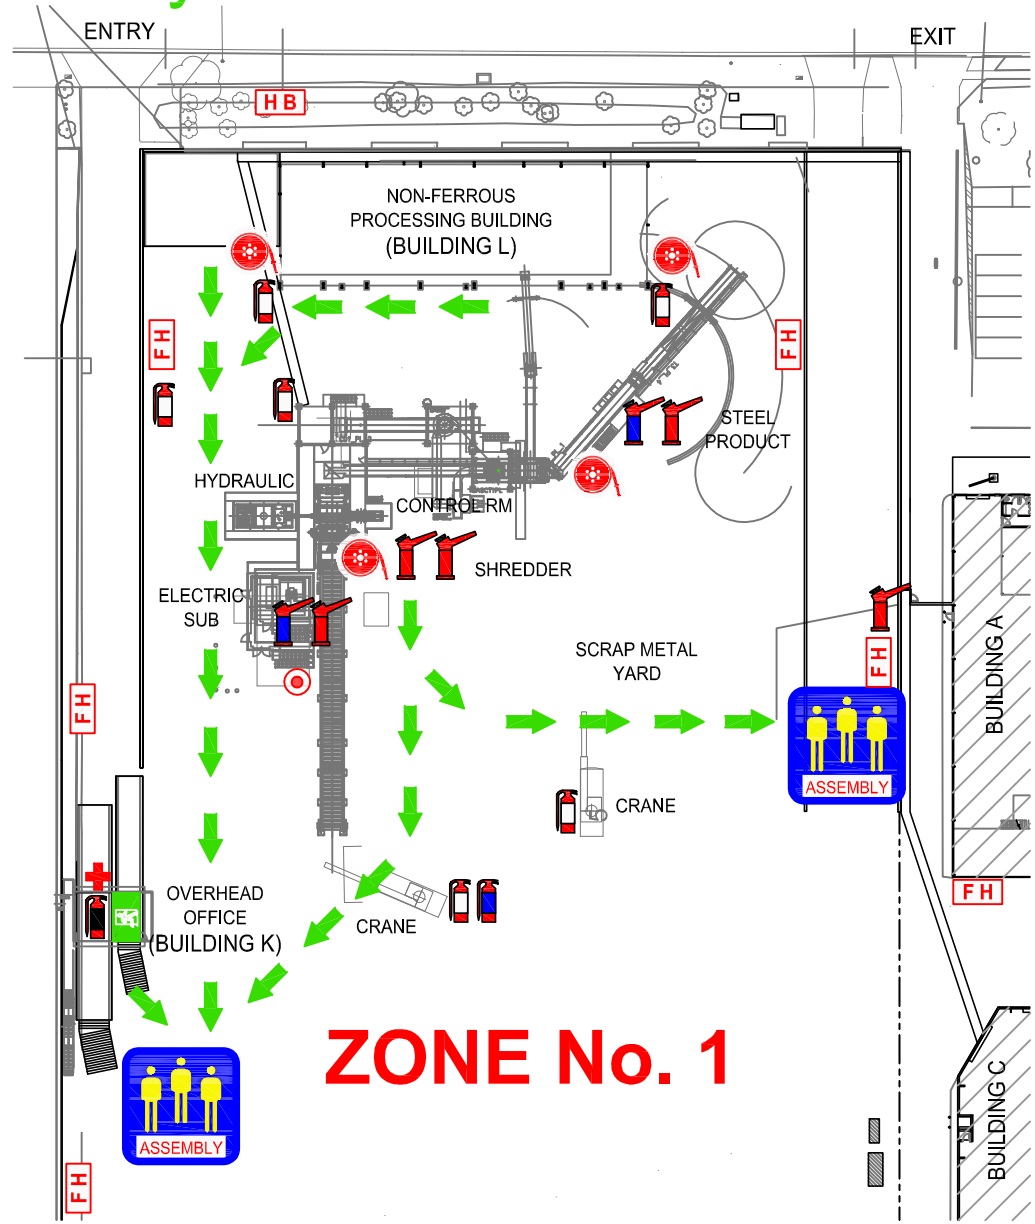 ENTRY
EXIT
H B
NON-FERROUS
PROCESSING BUILDING
(BUILDING L)
F H
F H
STEEL
PRODUCT
HYDRAULIC
CONTROL RM
SHREDDER
ELECTRIC
SUB
SCRAP METAL
YARD
F H
F H
BUILDING A
ASSEMBLY
CRANE
F H
OVERHEAD
OFFICE
(BUILDING K)
CRANE
ZONE No. 1
ASSEMBLY
BUILDING C
F H